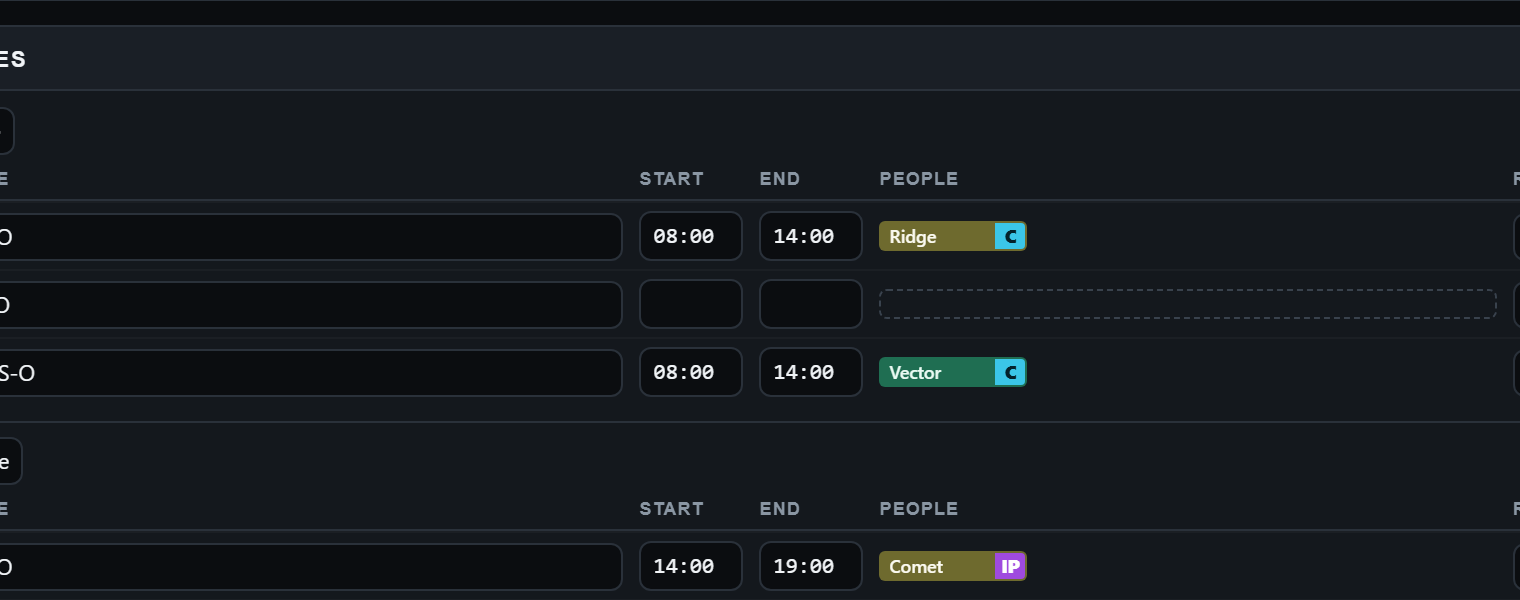 ES
E START END PEOPLE
O 08:00 14:00 Ridge C
O
S-O 08:00 14:00 Vector C
e
E START END PEOPLE
O 14:00 19:00 Comet IP